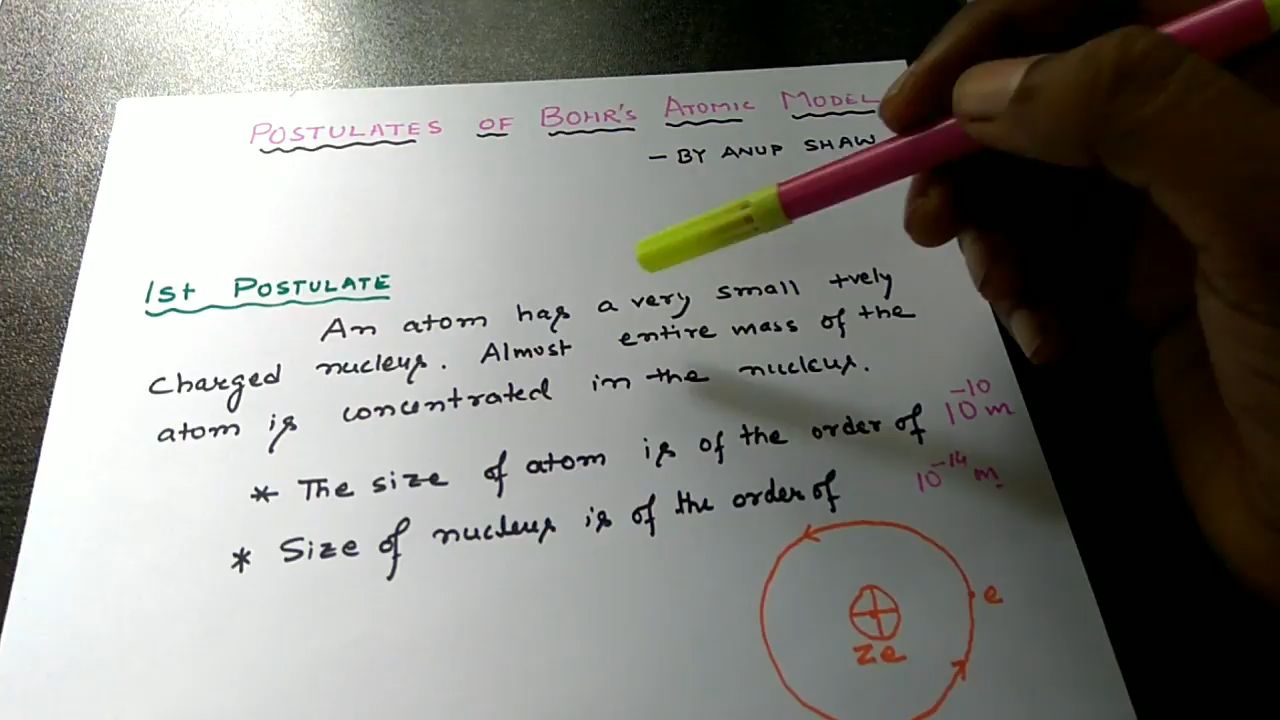 POSTULATES OF BOHR'S ATOMIC MODEL
- BY ANUP SHAW
1st POSTULATE
An atom has a very small +vely
Charged nucleus. Almost entire mass of the
atom is concentrated in the nucleus.
* The size of atom is of the order of 10⁻¹⁰ m
* Size of nucleus is of the order of 10⁻¹⁴ m
e
+
ze